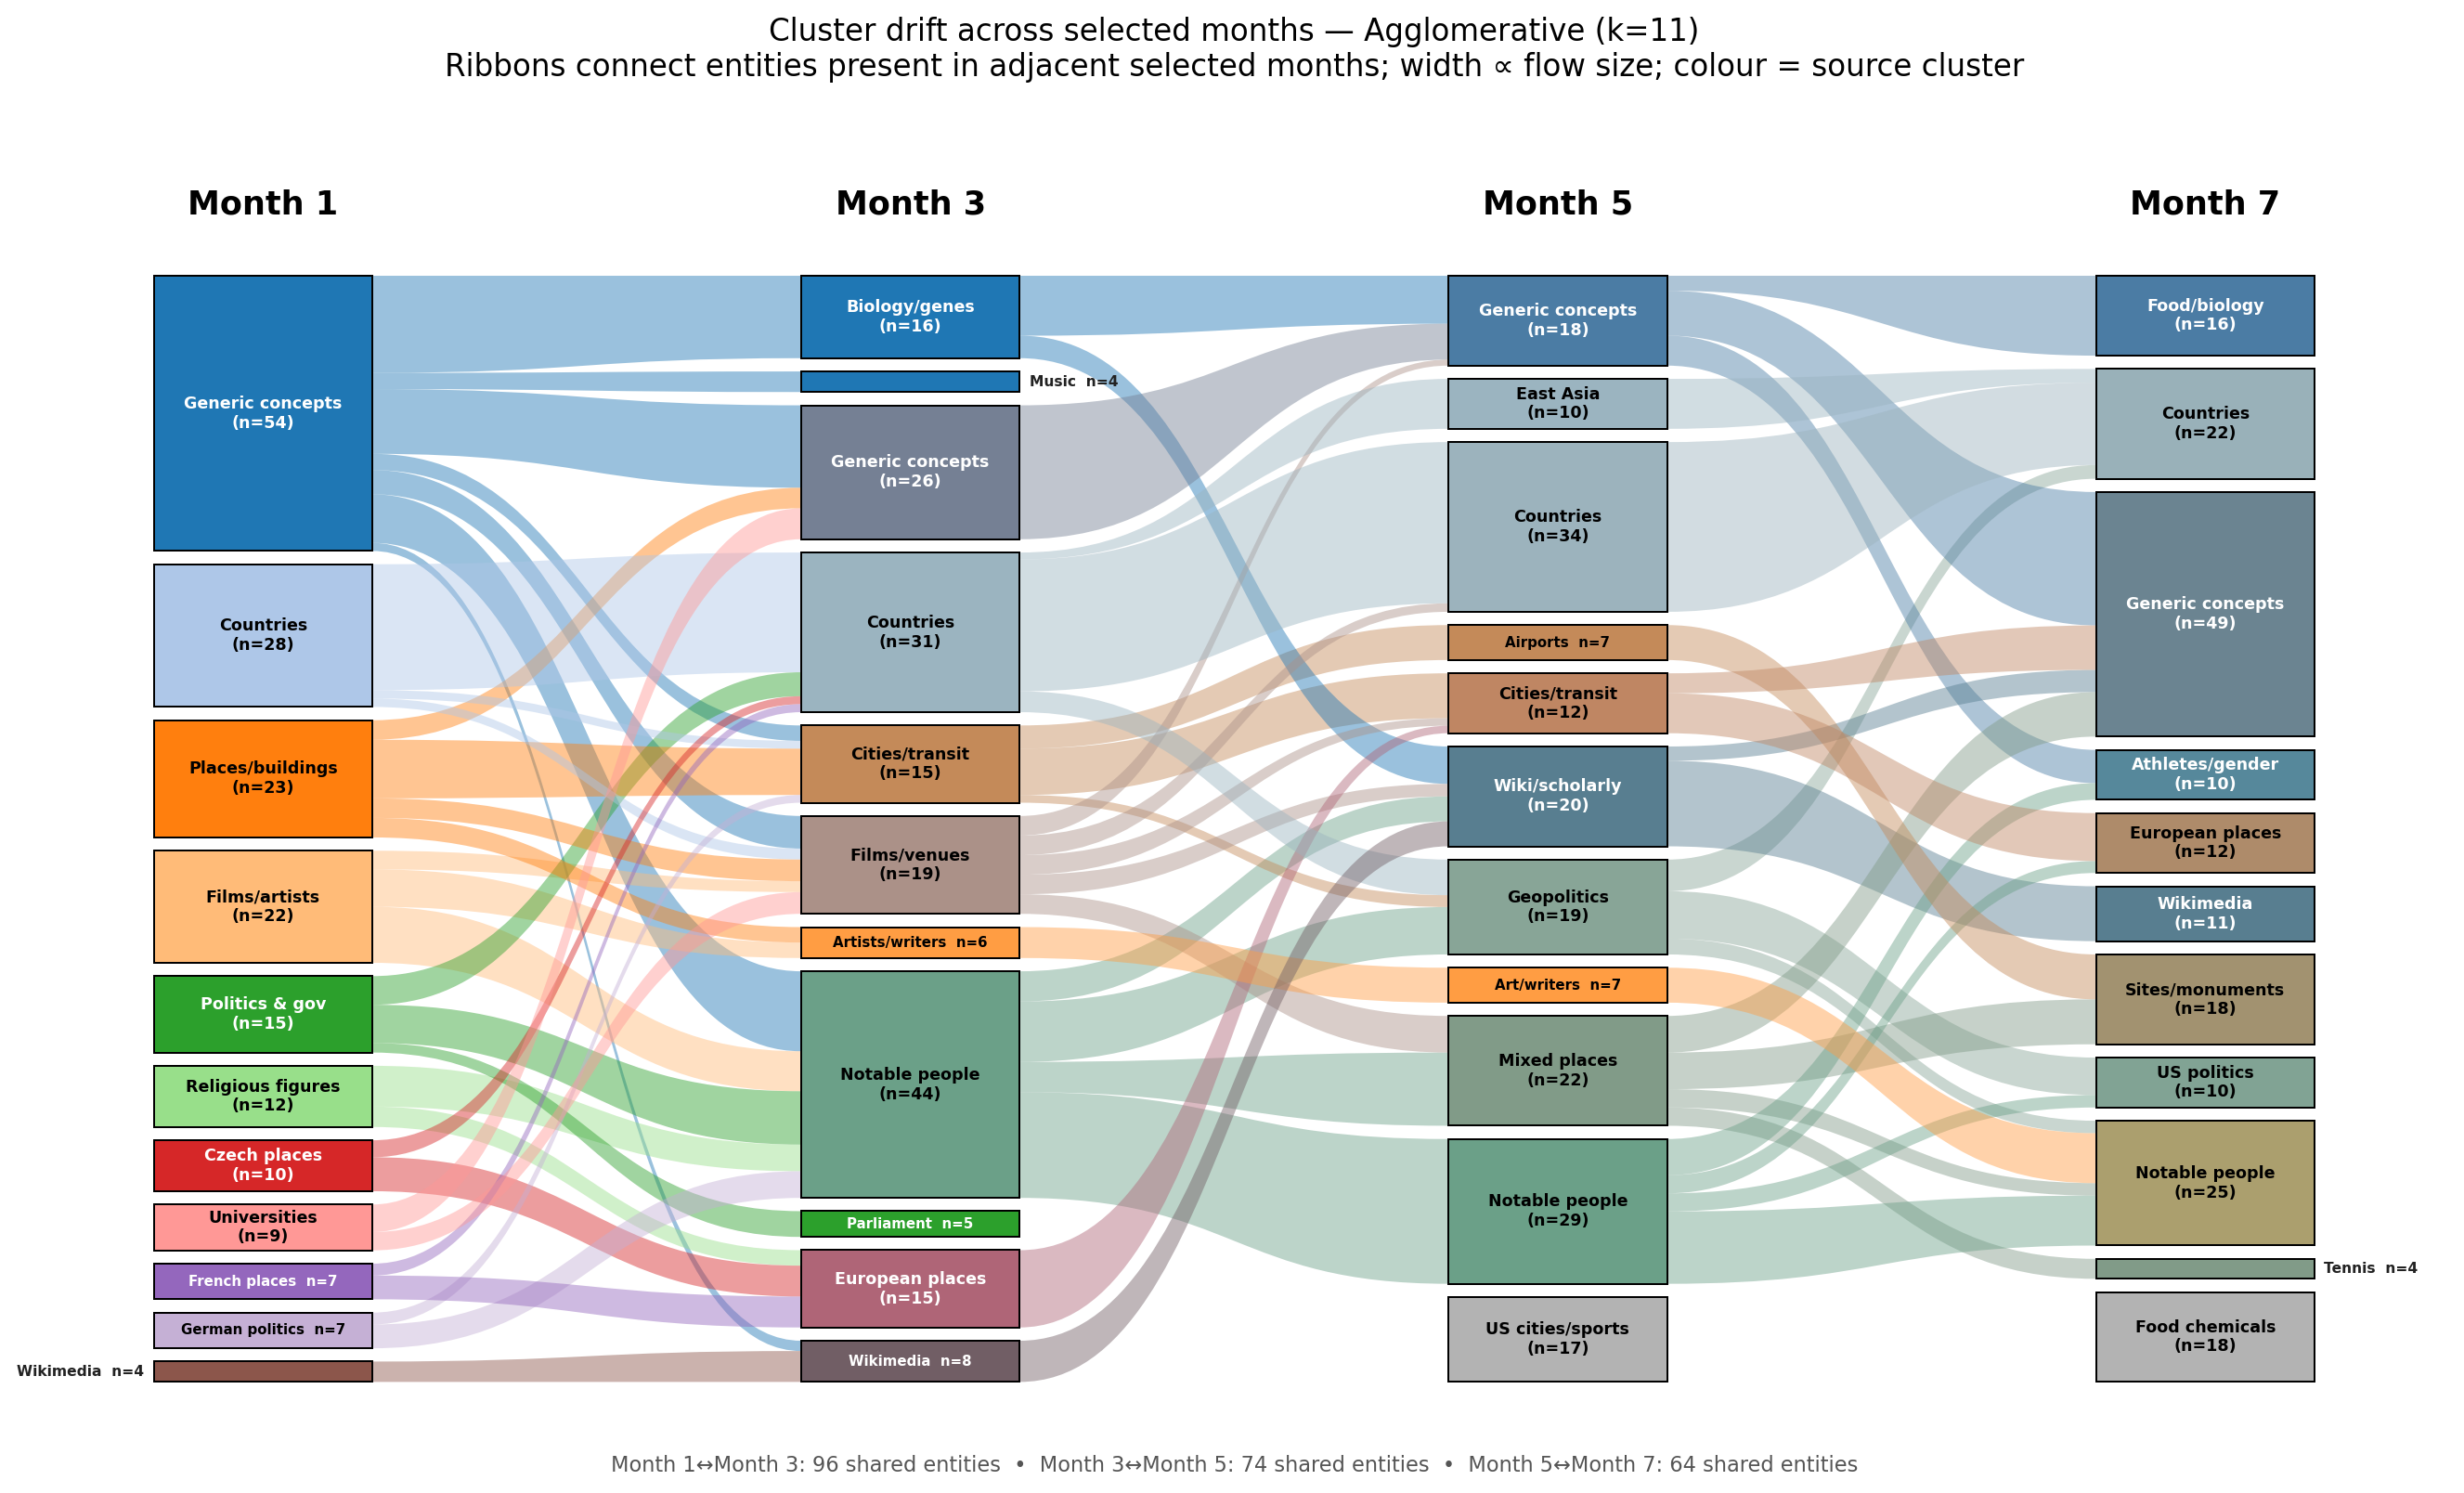 Cluster drift across selected months — Agglomerative (k=11)
Ribbons connect entities present in adjacent selected months; width ∝ flow size; colour = source cluster
Month 1
Generic concepts
(n=54)
Countries
(n=28)
Places/buildings
(n=23)
Films/artists
(n=22)
Politics & gov
(n=15)
Religious figures
(n=12)
Czech places
(n=10)
Universities
(n=9)
French places  n=7
German politics  n=7
Wikimedia  n=4
Month 3
Biology/genes
(n=16)
Music  n=4
Generic concepts
(n=26)
Countries
(n=31)
Cities/transit
(n=15)
Films/venues
(n=19)
Artists/writers  n=6
Notable people
(n=44)
Parliament  n=5
European places
(n=15)
Wikimedia  n=8
Month 5
Generic concepts
(n=18)
East Asia
(n=10)
Countries
(n=34)
Airports  n=7
Cities/transit
(n=12)
Wiki/scholarly
(n=20)
Geopolitics
(n=19)
Art/writers  n=7
Mixed places
(n=22)
Notable people
(n=29)
US cities/sports
(n=17)
Month 7
Food/biology
(n=16)
Countries
(n=22)
Generic concepts
(n=49)
Athletes/gender
(n=10)
European places
(n=12)
Wikimedia
(n=11)
Sites/monuments
(n=18)
US politics
(n=10)
Notable people
(n=25)
Tennis  n=4
Food chemicals
(n=18)
Month 1↔Month 3: 96 shared entities  •  Month 3↔Month 5: 74 shared entities  •  Month 5↔Month 7: 64 shared entities